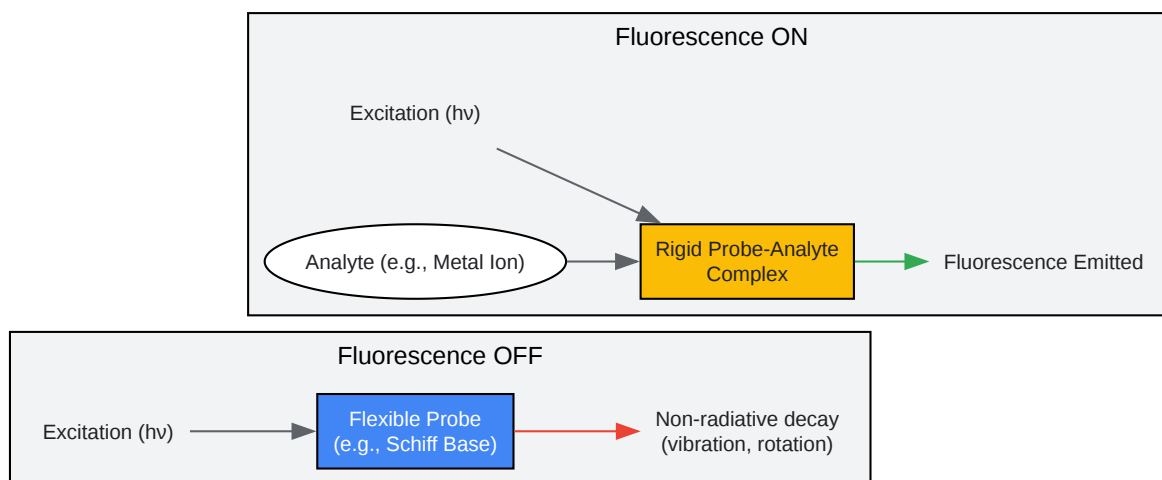 Fluorescence ON
Excitation (hν)
Analyte (e.g., Metal Ion)
Rigid Probe-Analyte
Complex
Fluorescence Emitted
Fluorescence OFF
Excitation (hν)
Flexible Probe
(e.g., Schiff Base)
Non-radiative decay
(vibration, rotation)